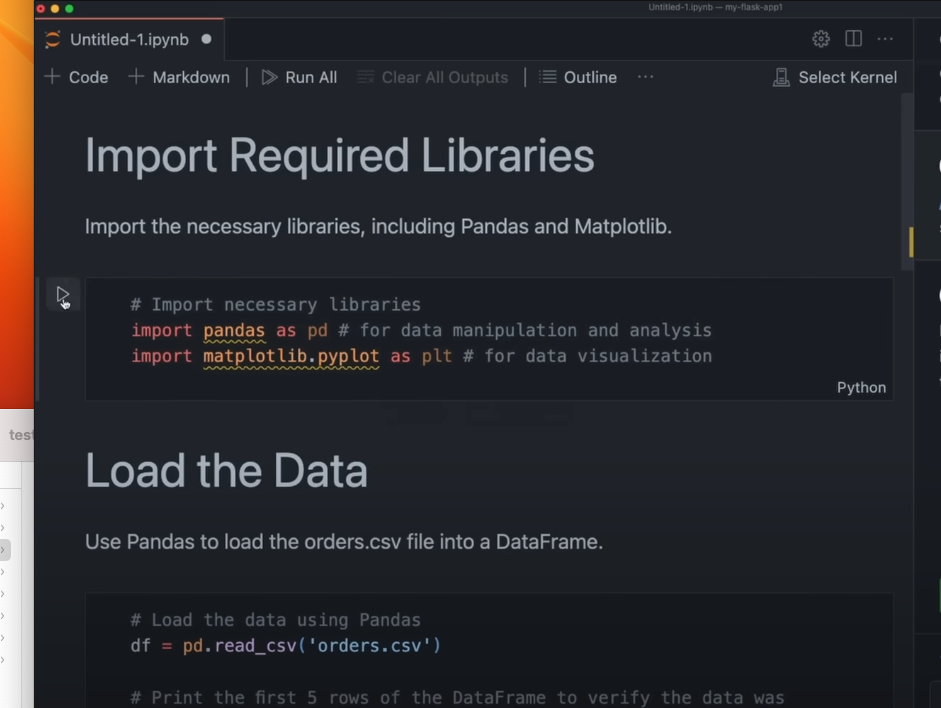 Untitled-1.ipynb — my-flask-app1
Untitled-1.ipynb
Code Markdown Run All Clear All Outputs Outline ... Select Kernel
Import Required Libraries
Import the necessary libraries, including Pandas and Matplotlib.
# Import necessary libraries
import pandas as pd # for data manipulation and analysis
import matplotlib.pyplot as plt # for data visualization
Python
Load the Data
test
Use Pandas to load the orders.csv file into a DataFrame.
# Load the data using Pandas
df = pd.read_csv('orders.csv')
# Print the first 5 rows of the DataFrame to verify the data was